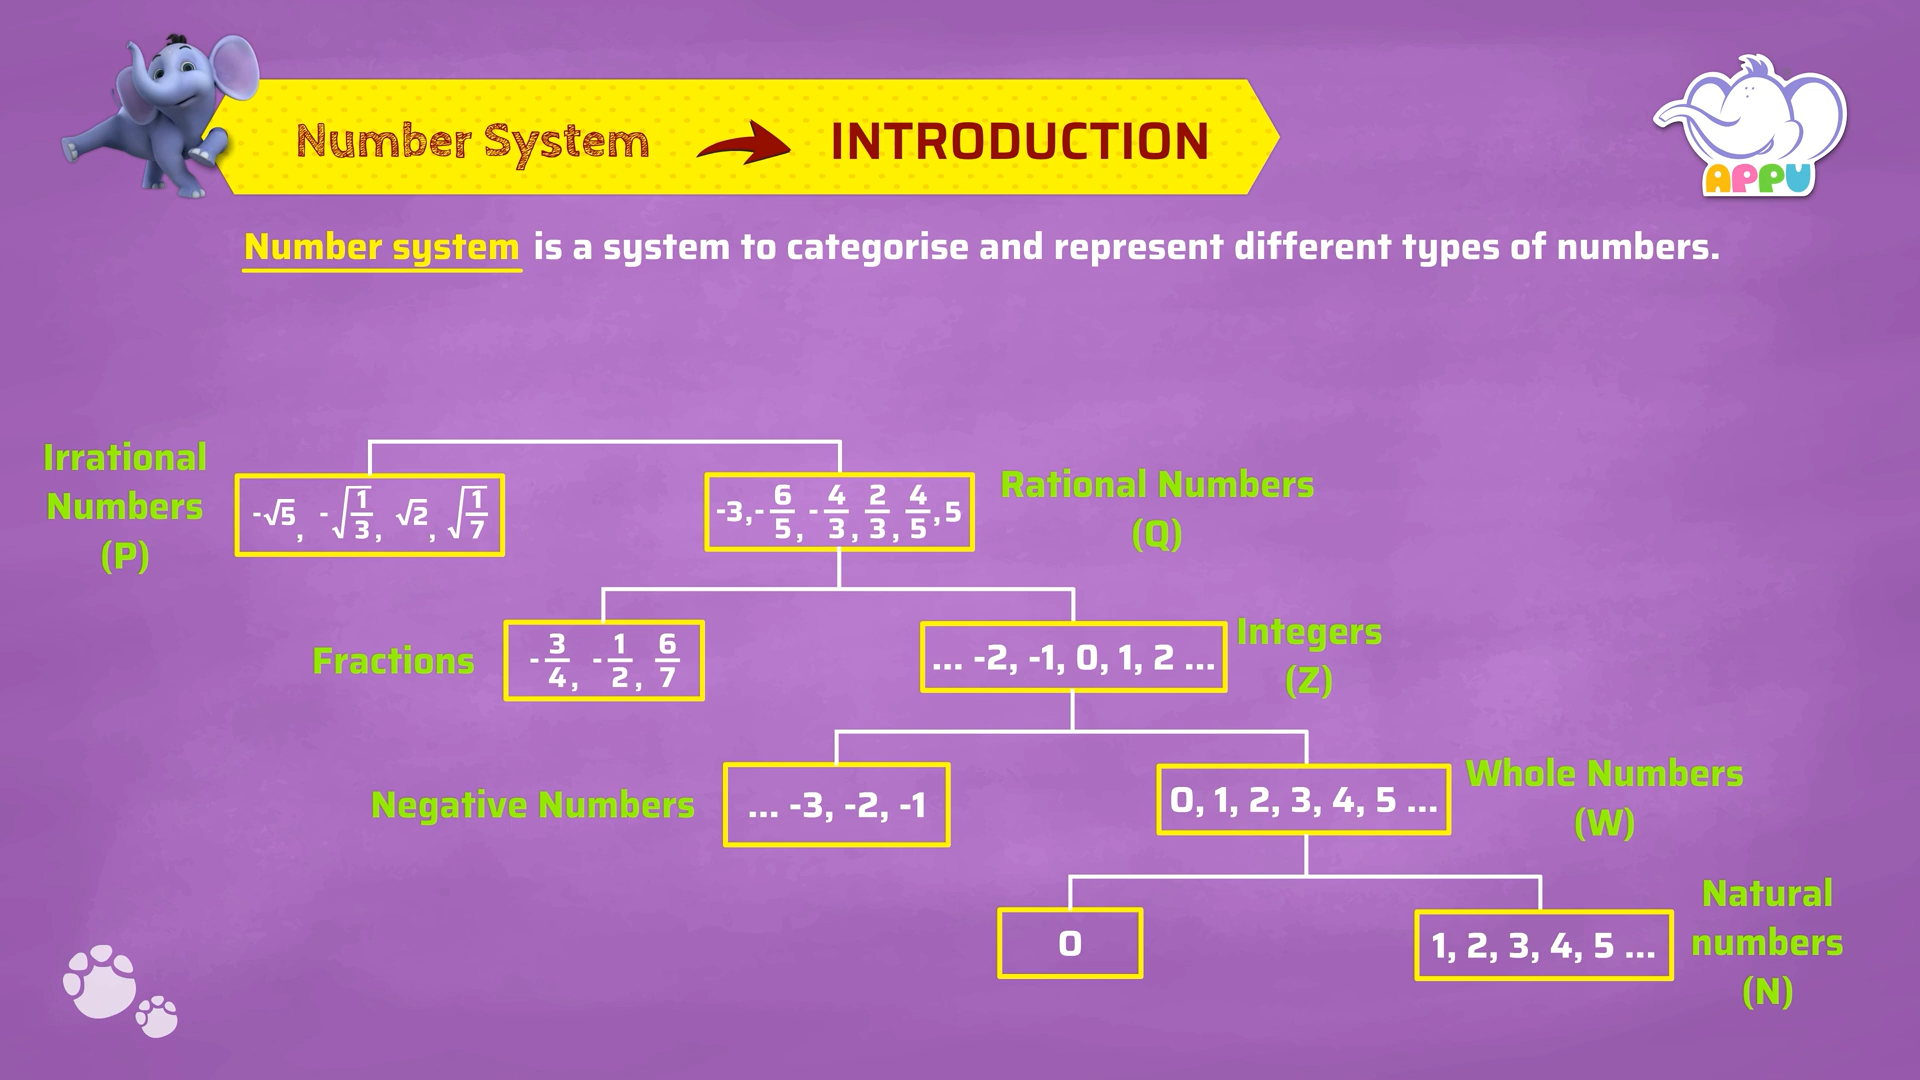 Number System INTRODUCTION
APPU
Number system is a system to categorise and represent different types of numbers.
Irrational
Numbers
(P)
-√5, -√1/3, √2, √1/7
-3, -6/5, -4/3, 2/3, 4/5, 5
Rational Numbers
(Q)
Fractions
-3/4, -1/2, 6/7
... -2, -1, 0, 1, 2 ...
Integers
(Z)
Negative Numbers
... -3, -2, -1
0, 1, 2, 3, 4, 5 ...
Whole Numbers
(W)
0
1, 2, 3, 4, 5 ...
Natural
numbers
(N)